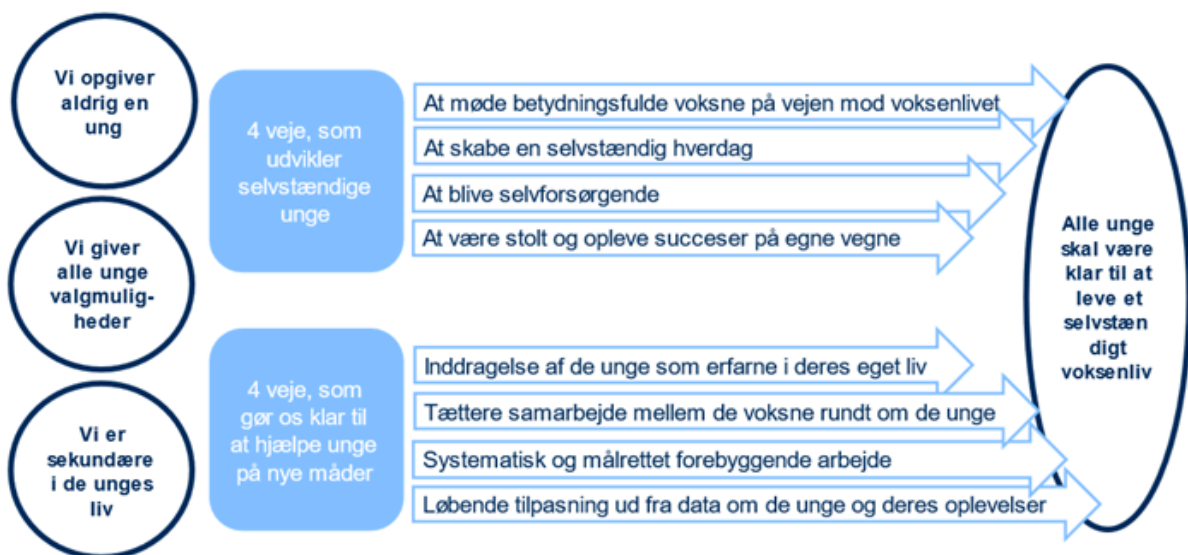 Vi opgiver
aldrig en
ung
Vi giver
alle unge
valgmulig-
heder
Vi er
sekundære
i de unges
liv
4 veje, som
udvikler
selvstændige
unge
At møde betydningsfulde voksne på vejen mod voksenlivet
At skabe en selvstændig hverdag
At blive selvforsørgende
At være stolt og opleve succeser på egne vegne
4 veje, som
gør os klar til
at hjælpe unge
på nye måder
Inddragelse af de unge som erfarne i deres eget liv
Tættere samarbejde mellem de voksne rundt om de unge
Systematisk og målrettet forebyggende arbejde
Løbende tilpasning ud fra data om de unge og deres oplevelser
Alle unge
skal være
klar til at
leve et
selvstæn
digt
voksenliv